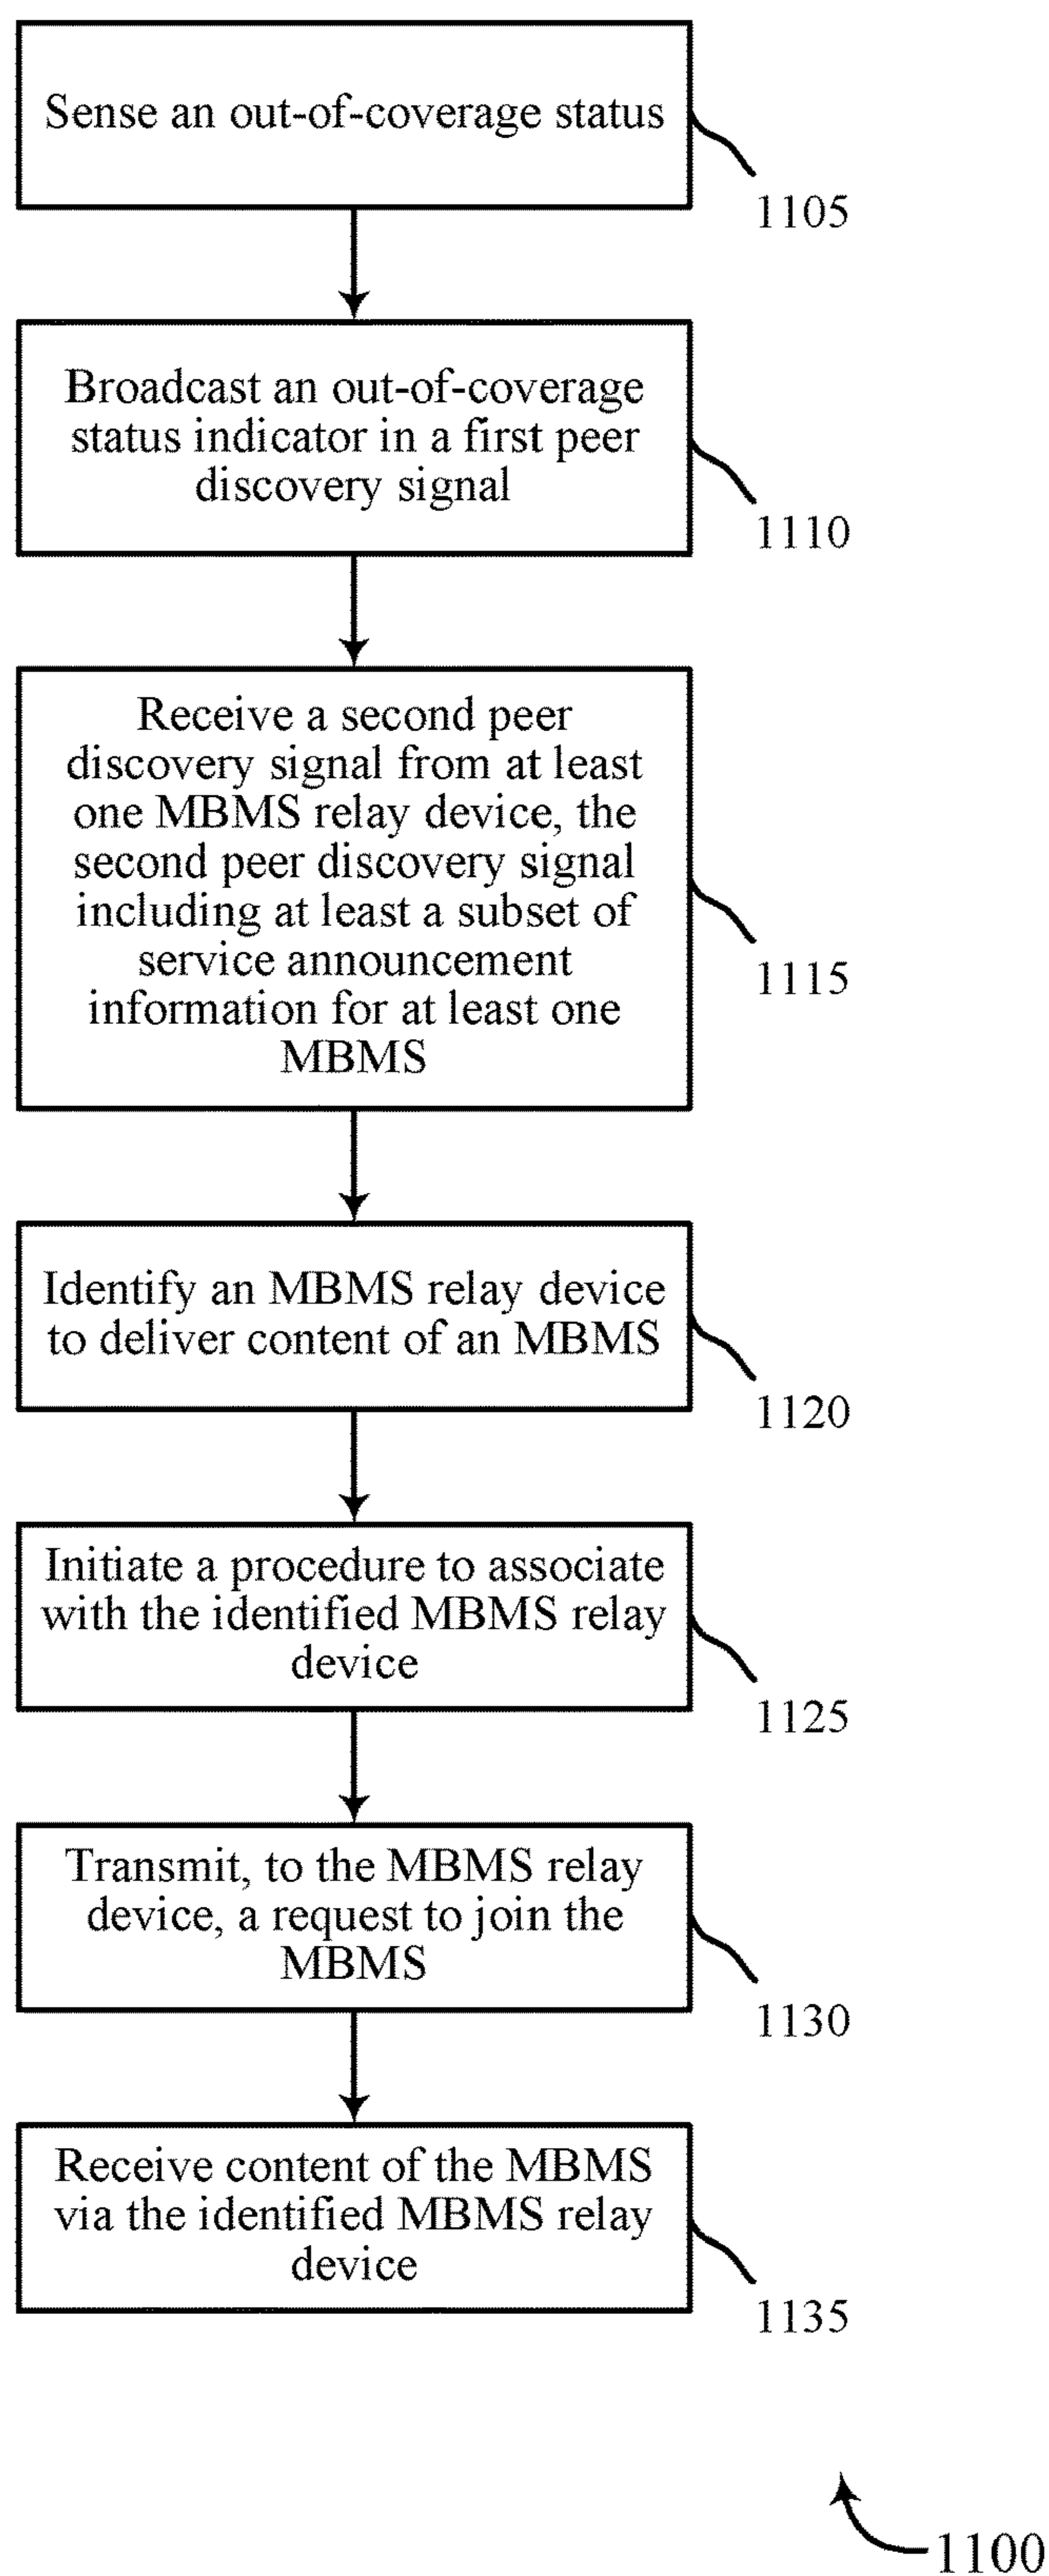 Sense an out-of-coverage status
1105
Broadcast an out-of-coverage
status indicator in a first peer
discovery signal
1110
Receive a second peer
discovery signal from at least
one MBMS relay device, the
second peer discovery signal
including at least a subset of
service announcement
information for at least one
MBMS
1115
Identify an MBMS relay device
to deliver content of an MBMS
1120
Initiate a procedure to associate
with the identified MBMS relay
device
1125
Transmit, to the MBMS relay
device, a request to join the
MBMS
1130
Receive content of the MBMS
via the identified MBMS relay
device
1135
1100